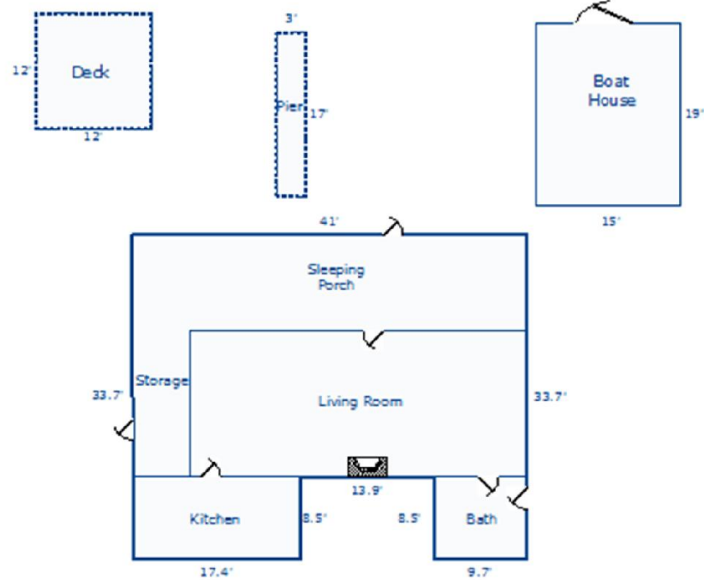 3'
12'
Deck
12'
Pier
17'
Boat
House
19'
15'
41'
Sleeping
Porch
33.7'
Storage
Living Room
33.7'
13.9'
Kitchen
8.5'
8.5'
Bath
17.4'
9.7'